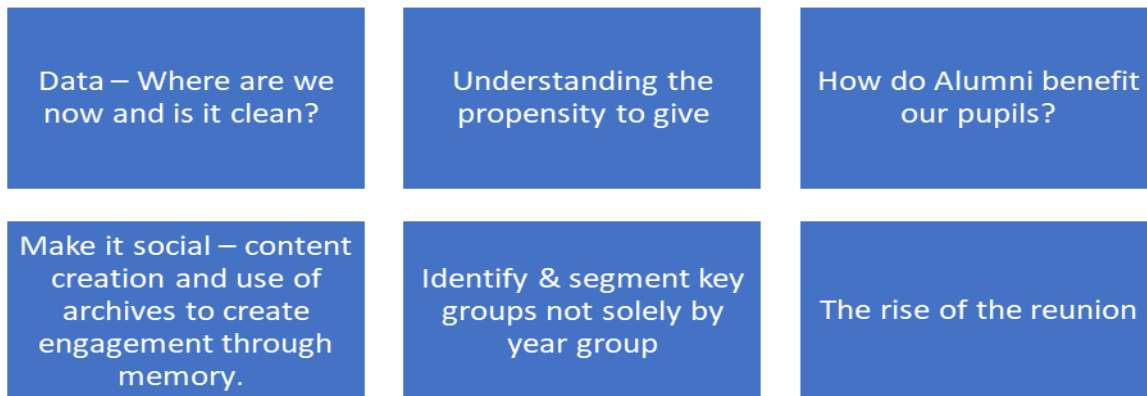 Data – Where are we
now and is it clean?
Understanding the
propensity to give
How do Alumni benefit
our pupils?
Make it social – content
creation and use of
archives to create
engagement through
memory.
Identify & segment key
groups not solely by
year group
The rise of the reunion